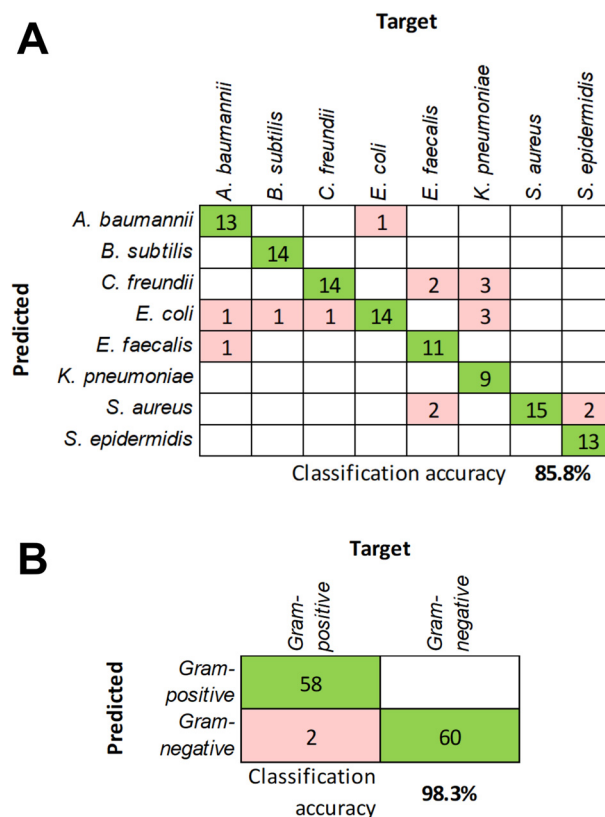 A
Target
A. baumannii B. subtilis C. freundii E. coli E. faecalis K. pneumoniae S. aureus S. epidermidis
Predicted
A. baumannii 13 1
B. subtilis 14
C. freundii 14 2 3
E. coli 1 1 1 14 3
E. faecalis 1 11
K. pneumoniae 9
S. aureus 2 15 2
S. epidermidis 13
Classification accuracy 85.8%
B
Target
Gram-
positive
Gram-
negative
Predicted
Gram-
positive
58
Gram-
negative
2 60
Classification
accuracy
98.3%